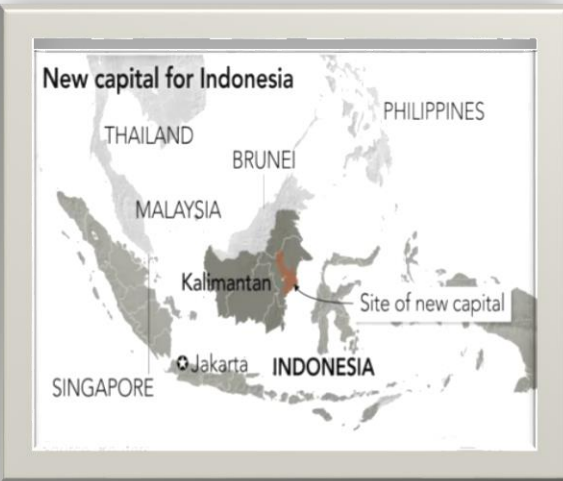 New capital for Indonesia
PHILIPPINES
THAILAND
BRUNEI
MALAYSIA
Kalimantan
Site of new capital
Jakarta
INDONESIA
SINGAPORE